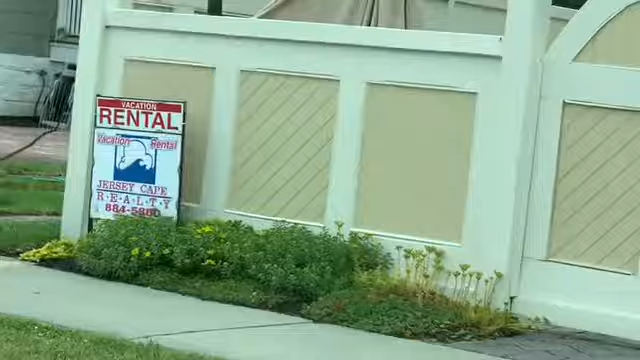 VACATION
RENTAL
Vacation Rental
JERSEY CAPE
R•E•A•L•T•Y
884-5800